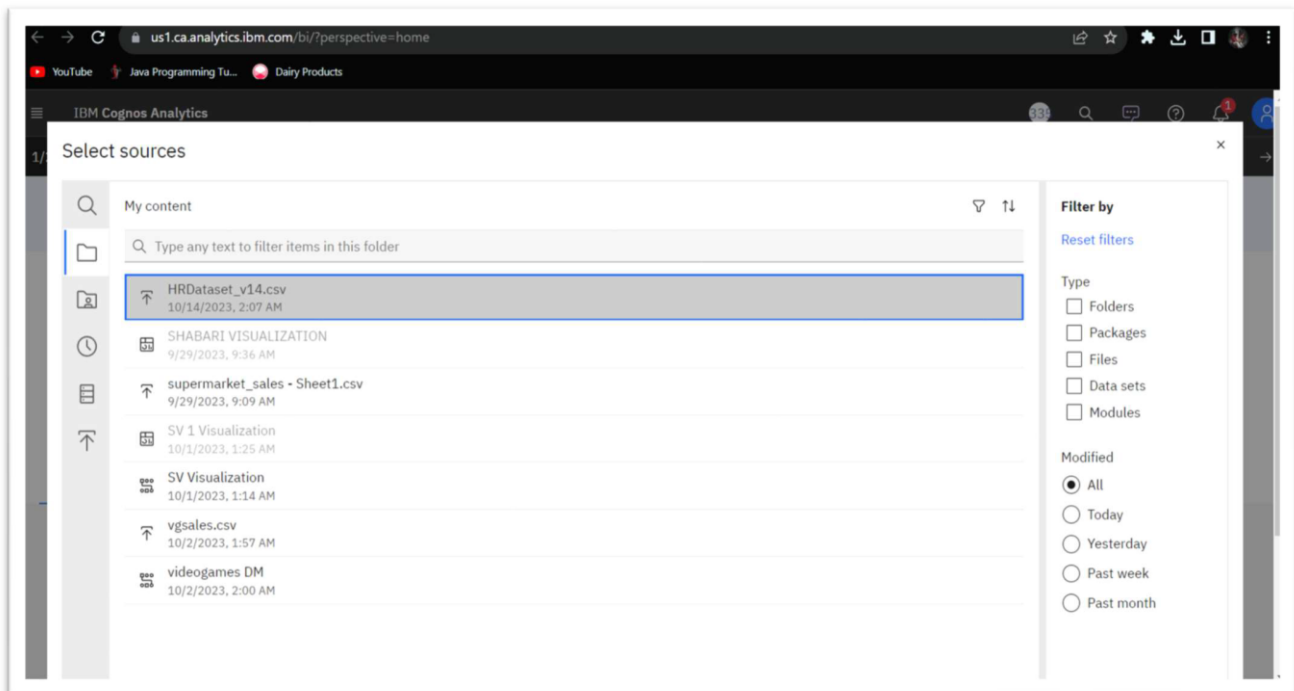 us1.ca.analytics.ibm.com/bi/?perspective=home
YouTube Java Programming Tu... Dairy Products
IBM Cognos Analytics
1
Select sources
1/
My content
Filter by
Type any text to filter items in this folder
Reset filters
HRDataset_v14.csv
10/14/2023, 2:07 AM
Type
Folders
SHABARI VISUALIZATION
9/29/2023, 9:36 AM
Packages
Files
supermarket_sales - Sheet1.csv
9/29/2023, 9:09 AM
Data sets
Modules
SV 1 Visualization
10/1/2023, 1:25 AM
Modified
SV Visualization
10/1/2023, 1:14 AM
All
Today
vgsales.csv
10/2/2023, 1:57 AM
Yesterday
videogames DM
10/2/2023, 2:00 AM
Past week
Past month